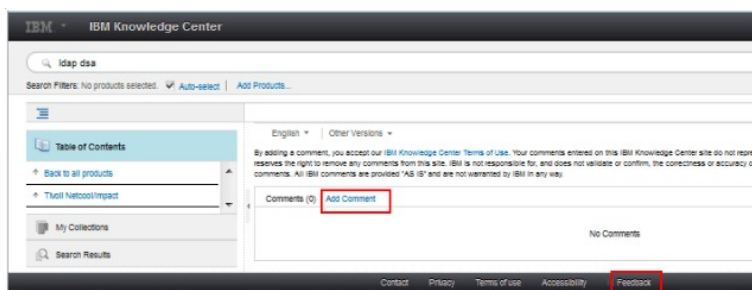 IBM IBM Knowledge Center
ldap dsa
Search Filters: No products selected. Auto-select | Add Products...
Table of Contents
Back to all products
Tivoli Netcool/Impact
My Collections
Search Results
English | Other Versions
By adding a comment, you accept our IBM Knowledge Center Terms of Use. Your comments entered on this IBM Knowledge Center site do not repre
reserves the right to remove any comments from this site. IBM is not responsible for, and does not validate or confirm, the correctness or accuracy o
comments. All IBM comments are provided "AS IS" and are not warranted by IBM in any way.
Comments (0) Add Comment
No Comments
Contact Privacy Terms of use Accessibility Feedback